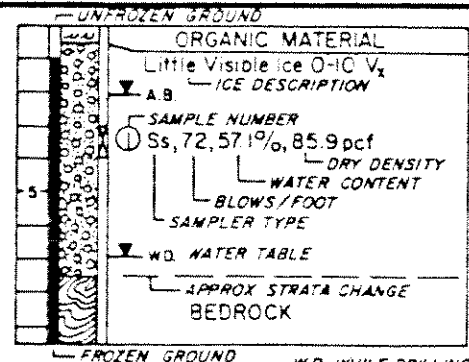 UNFROZEN GROUND
ORGANIC MATERIAL
Little Visible Ice 0-10 Vx
ICE DESCRIPTION
A.B.
SAMPLE NUMBER
1 Ss, 72, 57.1%, 85.9 pcf
DRY DENSITY
WATER CONTENT
5
BLOWS/FOOT
SAMPLER TYPE
W.D. WATER TABLE
APPROX STRATA CHANGE
BEDROCK
FROZEN GROUND
W.D. WHILE DRILLING